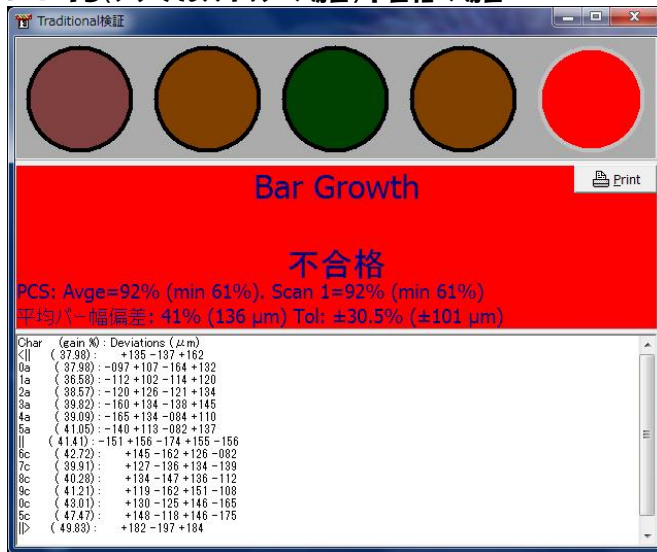 Traditional検証
Bar Growth
Print
不合格
PCS: Avge=92% (min 61%), Scan 1=92% (min 61%)
平均バー幅偏差: 41% (136 µm) Tol: ±30.5% (±101 µm)
Char (gain %) : Deviations (μm)
<|| ( 37.98) : +135 -137 +162
0a ( 37.98) : -097 +107 -164 +132
1a ( 36.58) : -112 +102 -114 +120
2a ( 38.57) : -120 +126 -121 +134
3a ( 39.82) : -160 +134 -138 +145
4a ( 39.09) : -165 +134 -084 +110
5a ( 41.05) : -140 +113 -082 +137
|| ( 41.41) : -151 +156 -174 +155 -156
6c ( 42.72) : +145 -162 +126 -082
7c ( 39.91) : +127 -136 +134 -139
8c ( 40.28) : +134 -147 +136 -112
9c ( 41.21) : +119 -162 +151 -108
0c ( 43.01) : +130 -125 +146 -165
5c ( 47.47) : +148 -118 +146 -175
||> ( 49.83) : +182 -197 +184